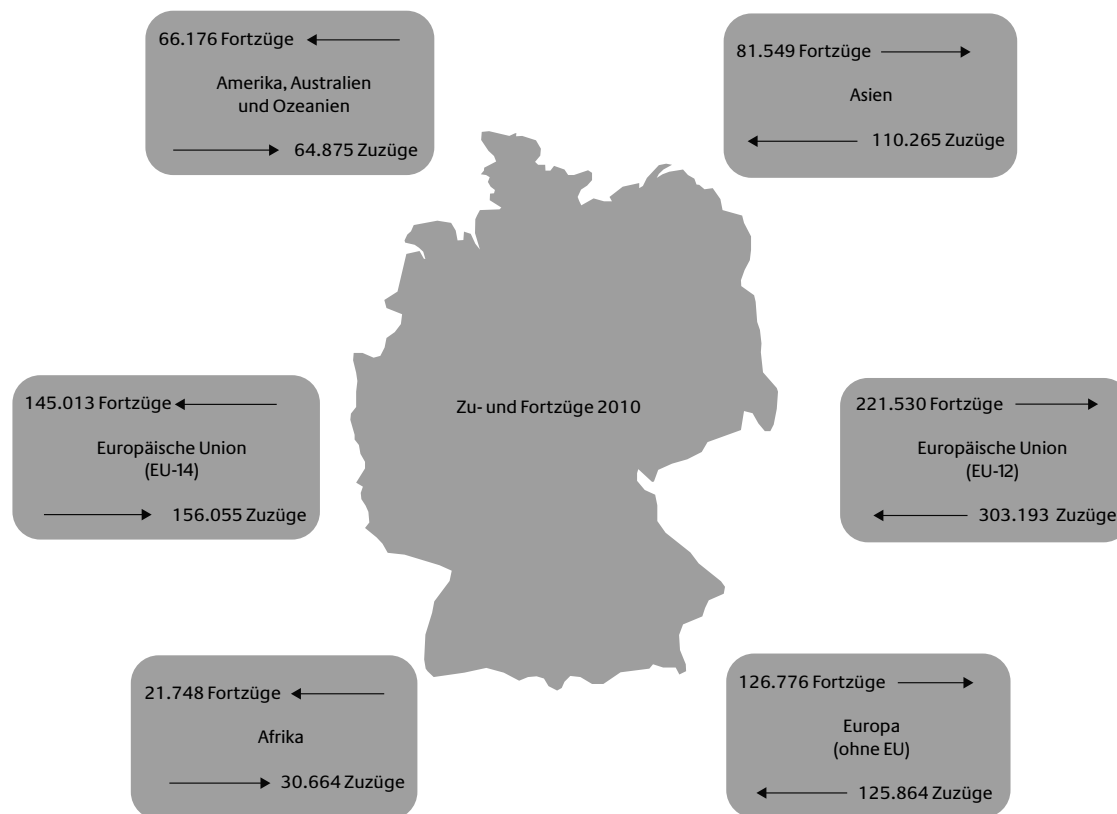 66.176 Fortzüge
Amerika, Australien
und Ozeanien
64.875 Zuzüge
81.549 Fortzüge
Asien
110.265 Zuzüge
145.013 Fortzüge
Europäische Union
(EU-14)
156.055 Zuzüge
Zu- und Fortzüge 2010
221.530 Fortzüge
Europäische Union
(EU-12)
303.193 Zuzüge
21.748 Fortzüge
Afrika
30.664 Zuzüge
126.776 Fortzüge
Europa
(ohne EU)
125.864 Zuzüge